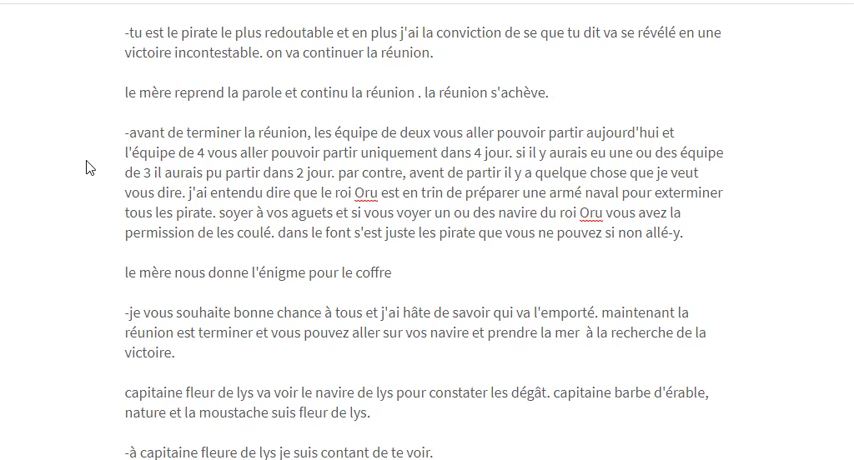 -tu est le pirate le plus redoutable et en plus j'ai la conviction de se que tu dit va se révélé en une
victoire incontestable. on va continuer la réunion.
le mère reprend la parole et continu la réunion . la réunion s'achève.
-avant de terminer la réunion, les équipe de deux vous aller pouvoir partir aujourd'hui et
l'équipe de 4 vous aller pouvoir partir uniquement dans 4 jour. si il y aurais eu une ou des équipe
de 3 il aurais pu partir dans 2 jour. par contre, avent de partir il y a quelque chose que je veut
vous dire. j'ai entendu dire que le roi Oru est en trin de préparer une armé naval pour exterminer
tous les pirate. soyer à vos aguets et si vous voyer un ou des navire du roi Oru vous avez la
permission de les coulé. dans le font s'est juste les pirate que vous ne pouvez si non allé-y.
le mère nous donne l'énigme pour le coffre
-je vous souhaite bonne chance à tous et j'ai hâte de savoir qui va l'emporté. maintenant la
réunion est terminer et vous pouvez aller sur vos navire et prendre la mer  à la recherche de la
victoire.
capitaine fleur de lys va voir le navire de lys pour constater les dégât. capitaine barbe d'érable,
nature et la moustache suis fleur de lys.
-à capitaine fleure de lys je suis contant de te voir.